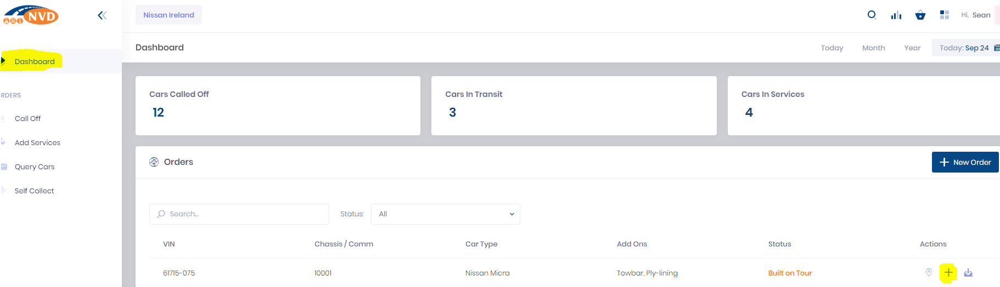 NVD
Nissan Ireland
Hi, Sean
Dashboard
Dashboard
Today Month Year Today: Sep 24
RDERS
Call Off
Add Services
Query Cars
Self Collect
Cars Called Off
12
Cars In Transit
3
Cars In Services
4
Orders
New Order
Search...
Status: All
VIN Chassis / Comm Car Type Add Ons Status Actions
61715-075 10001 Nissan Micra Towbar, Ply-lining Built on Tour